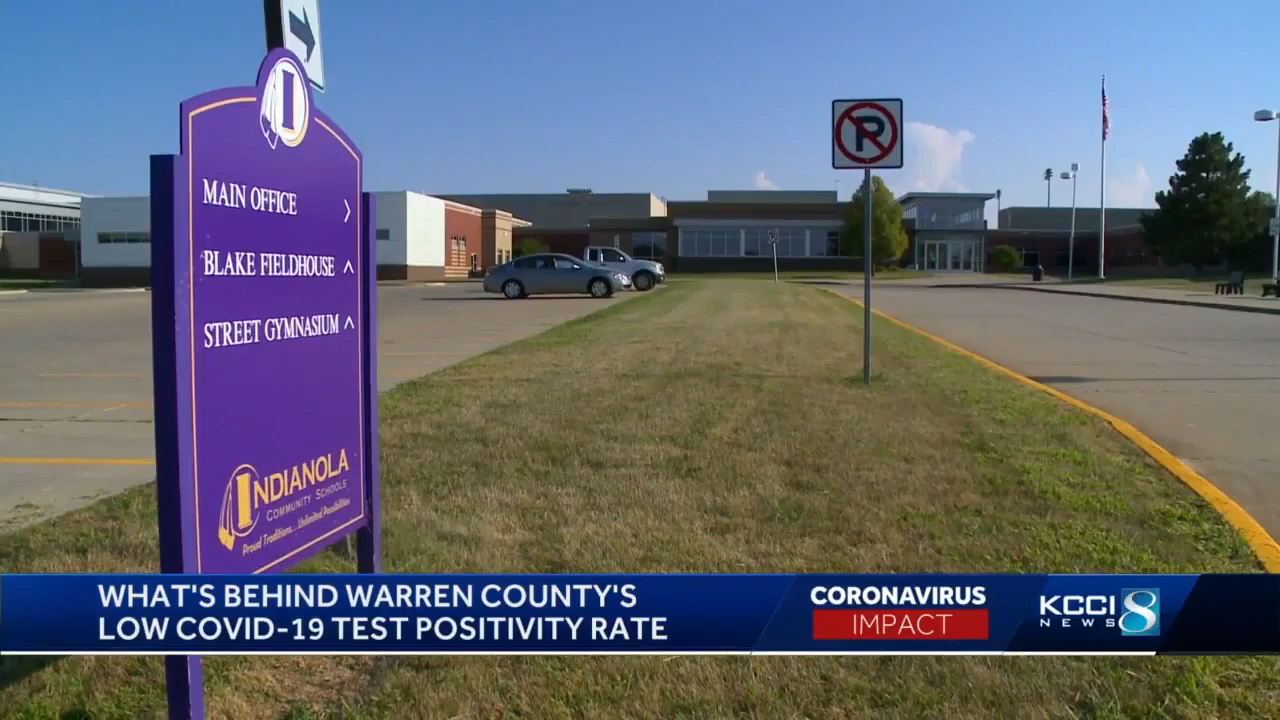 I
MAIN OFFICE >
BLAKE FIELDHOUSE ^
STREET GYMNASIUM ^
INDIANOLA
COMMUNITY SCHOOLS
Proud Traditions...Unlimited Possibilities
P
WHAT'S BEHIND WARREN COUNTY'S
LOW COVID-19 TEST POSITIVITY RATE
CORONAVIRUS
IMPACT
KCCI 8
NEWS